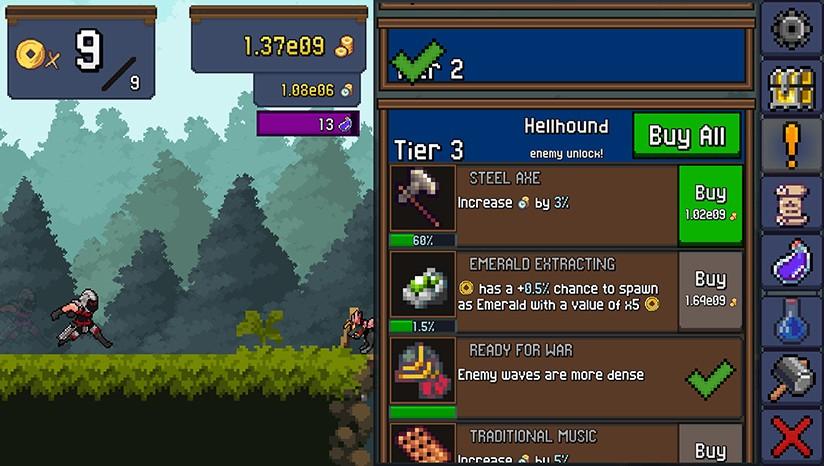 x 9 / 9
1.37e09
1.08e06
13
Tier 2
Tier 3
Hellhound
enemy unlock!
Buy All
STEEL AXE
Increase by 3%
60%
Buy
1.02e09
EMERALD EXTRACTING
has a +0.5% chance to spawn
as Emerald with a value of x5
1.5%
Buy
1.64e09
READY FOR WAR
Enemy waves are more dense
TRADITIONAL MUSIC
Increase by 5%
Buy